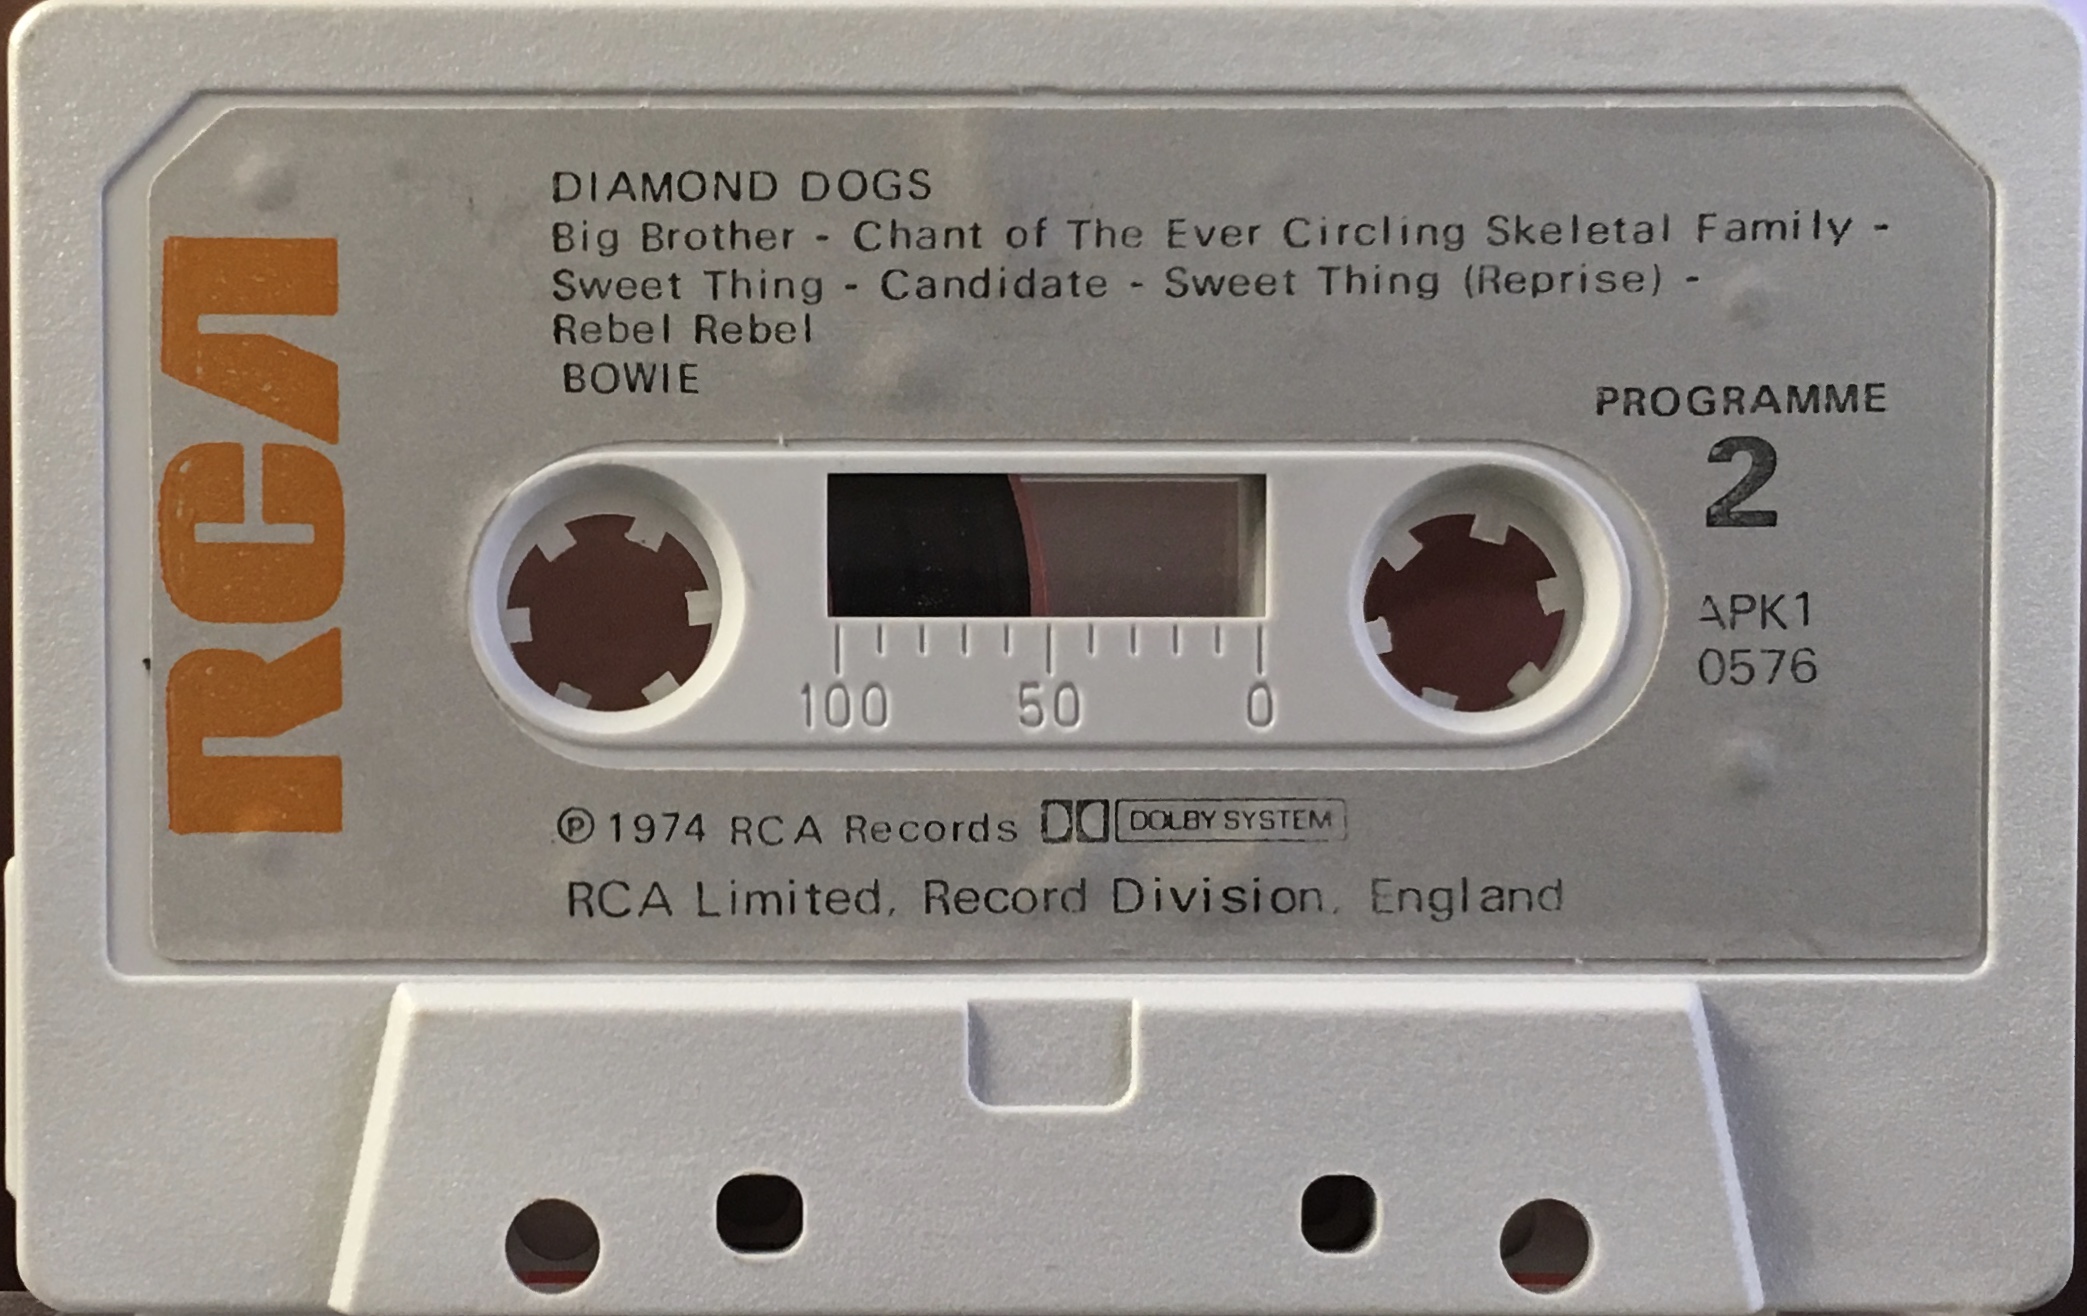 RCA
DIAMOND DOGS
Big Brother - Chant of The Ever Circling Skeletal Family -
Sweet Thing - Candidate - Sweet Thing (Reprise) -
Rebel Rebel
BOWIE
PROGRAMME
2
APK1
0576
100 50 0
℗ 1974 RCA Records DOLBY SYSTEM
RCA Limited, Record Division, England